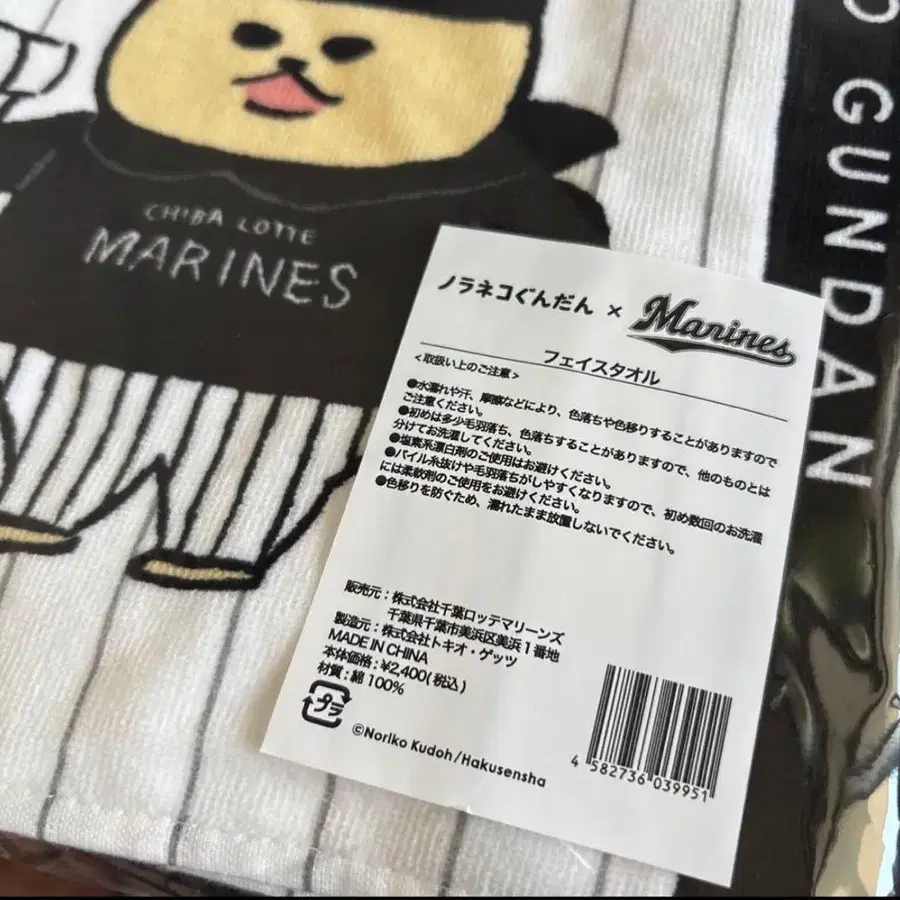 CHIBA LOTTE
MARINES
GUNDAN
ノラネコぐんだん × Marines
フェイスタオル
<取扱い上のご注意>
●水濡れや汗、摩擦などにより、色落ちや色移りすることがありますので
ご注意ください。
●初めは多少毛羽落ち、色落ちすることがありますので、他のものとは
分けてお洗濯してください。
●塩素系漂白剤のご使用はお避けください。
●パイル糸抜けや毛羽落ちがしやすくなりますので、初め数回のお洗濯
には柔軟剤のご使用をお避けください。
●色移りを防ぐため、濡れたまま放置しないでください。
販売元:株式会社千葉ロッテマリーンズ
千葉県千葉市美浜区美浜1番地
製造元:株式会社トキオ・ゲッツ
MADE IN CHINA
本体価格:¥2,400(税込)
材質:綿100%
プラ
©Noriko Kudoh/Hakusensha
4 582736 039951